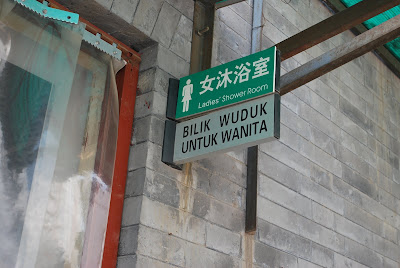 女沐浴室
Ladies' Shower Room
BILIK WUDUK
UNTUK WANITA